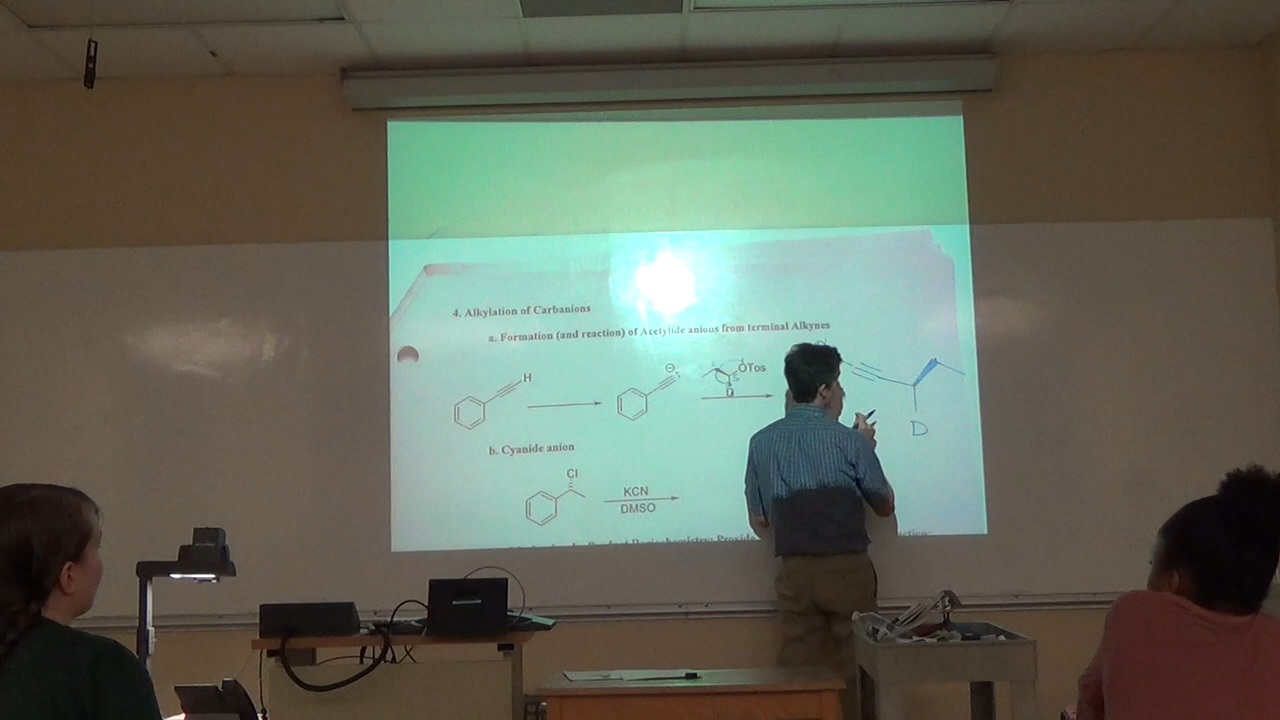 4. Alkylation of Carbanions
a. Formation (and reaction) of Acetylide anions from terminal Alkynes
H
⊖
OTos
D
D
b. Cyanide anion
Cl
KCN
DMSO